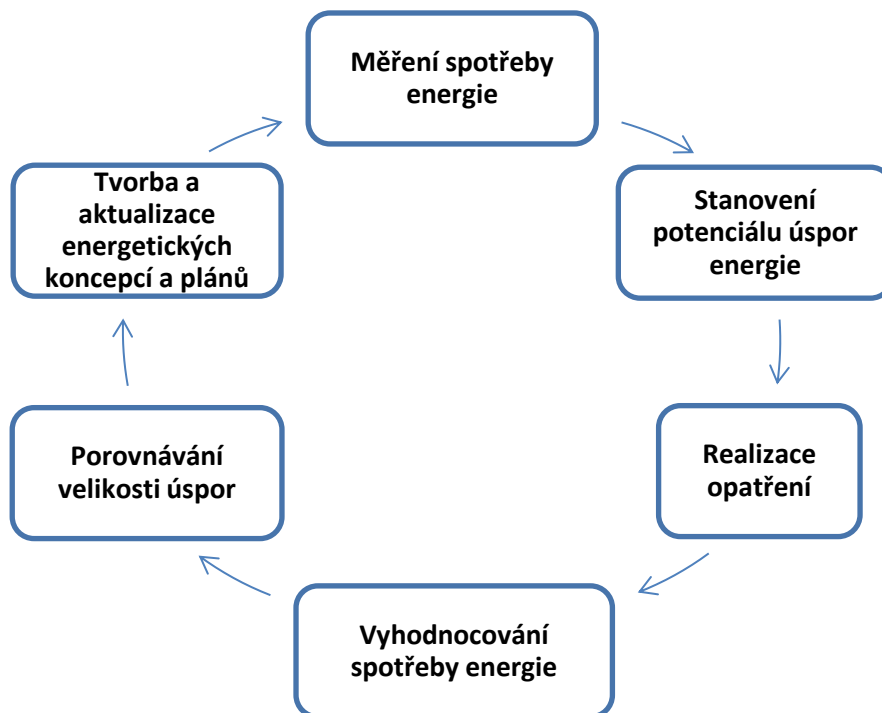 Měření spotřeby
energie
Stanovení
potenciálu úspor
energie
Realizace
opatření
Vyhodnocování
spotřeby energie
Porovnávání
velikosti úspor
Tvorba a
aktualizace
energetických
koncepcí a plánů